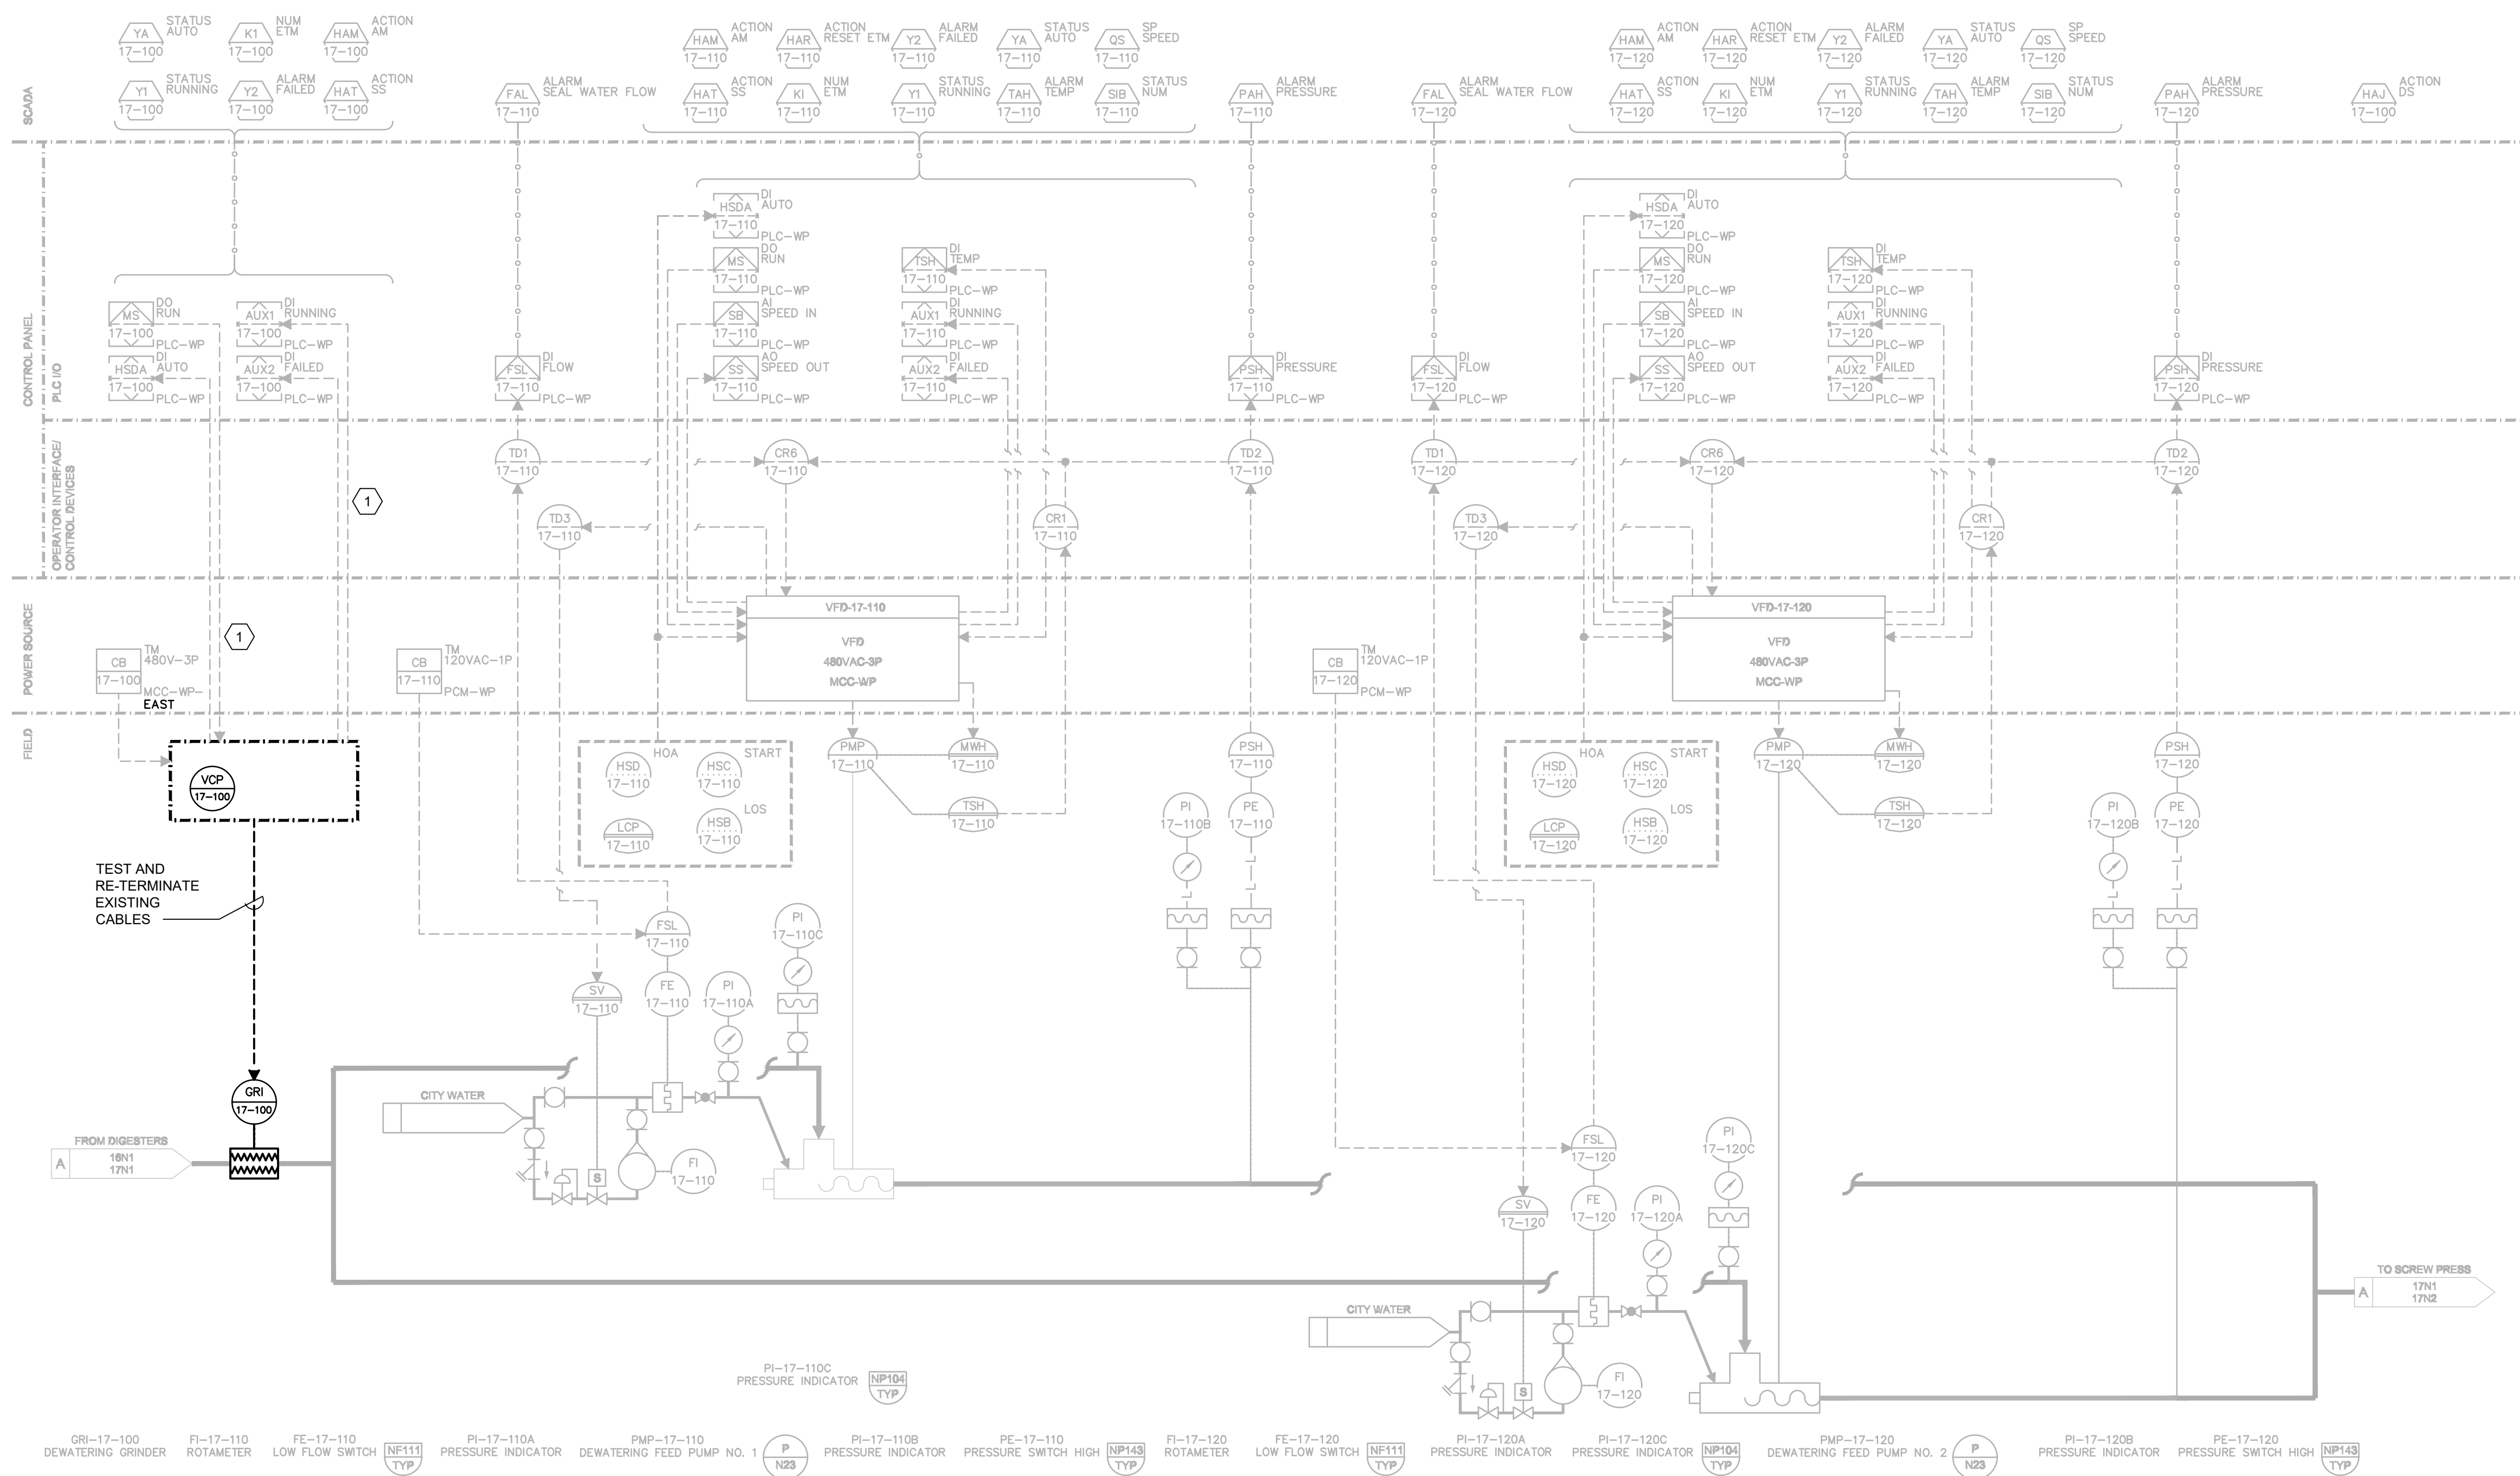 YA
17-100
STATUS
AUTO
K1
17-100
NUM
ETM
HAM
17-100
ACTION
AM
HAM
17-110
ACTION
AM
HAR
17-110
ACTION
RESET ETM
Y2
17-110
ALARM
FAILED
YA
17-110
STATUS
AUTO
QS
17-110
SP
SPEED
HAM
17-120
ACTION
AM
HAR
17-120
ACTION
RESET ETM
Y2
17-120
ALARM
FAILED
YA
17-120
STATUS
AUTO
QS
17-120
SP
SPEED
SCADA
Y1
17-100
STATUS
RUNNING
Y2
17-100
ALARM
FAILED
HAT
17-100
ACTION
SS
FAL
17-110
ALARM
SEAL WATER FLOW
HAT
17-110
ACTION
SS
KI
17-110
NUM
ETM
Y1
17-110
STATUS
RUNNING
TAH
17-110
ALARM
TEMP
SIB
17-110
STATUS
NUM
PAH
17-110
ALARM
PRESSURE
FAL
17-120
ALARM
SEAL WATER FLOW
HAT
17-120
ACTION
SS
KI
17-120
NUM
ETM
Y1
17-120
STATUS
RUNNING
TAH
17-120
ALARM
TEMP
SIB
17-120
STATUS
NUM
PAH
17-120
ALARM
PRESSURE
HAJ
17-100
ACTION
DS
CONTROL PANEL
PLC I/O
MS
17-100
DO
RUN
PLC-WP
AUX1
17-100
DI
RUNNING
PLC-WP
HSDA
17-100
DI
AUTO
PLC-WP
AUX2
17-100
DI
FAILED
PLC-WP
FSL
17-110
DI
FLOW
PLC-WP
HSDA
17-110
DI
AUTO
PLC-WP
MS
17-110
DO
RUN
PLC-WP
TSH
17-110
DI
TEMP
PLC-WP
SB
17-110
AI
SPEED IN
PLC-WP
AUX1
17-110
DI
RUNNING
PLC-WP
SS
17-110
AO
SPEED OUT
PLC-WP
AUX2
17-110
DI
FAILED
PLC-WP
PSH
17-110
DI
PRESSURE
PLC-WP
FSL
17-120
DI
FLOW
PLC-WP
HSDA
17-120
DI
AUTO
PLC-WP
MS
17-120
DO
RUN
PLC-WP
TSH
17-120
DI
TEMP
PLC-WP
SB
17-120
AI
SPEED IN
PLC-WP
AUX1
17-120
DI
RUNNING
PLC-WP
SS
17-120
AO
SPEED OUT
PLC-WP
AUX2
17-120
DI
FAILED
PLC-WP
PSH
17-120
DI
PRESSURE
PLC-WP
OPERATOR INTERFACE/
CONTROL DEVICES
1
TD1
17-110
CR6
17-110
TD2
17-110
TD3
17-110
CR1
17-110
TD1
17-120
CR6
17-120
TD2
17-120
TD3
17-120
CR1
17-120
POWER SOURCE
1
CB
17-100
TM
480V-3P
MCC-WP-
EAST
CB
17-110
TM
120VAC-1P
PCM-WP
VFD-17-110
VFD
480VAC-3P
MCC-WP
CB
17-120
TM
120VAC-1P
PCM-WP
VFD-17-120
VFD
480VAC-3P
MCC-WP
FIELD
VCP
17-100
HSD
17-110
HOA
HSC
17-110
START
LCP
17-110
HSB
17-110
LOS
PMP
17-110
MWH
17-110
TSH
17-110
PSH
17-110
PI
17-110B
PE
17-110
HSD
17-120
HOA
HSC
17-120
START
LCP
17-120
HSB
17-120
LOS
PMP
17-120
MWH
17-120
TSH
17-120
PSH
17-120
PI
17-120B
PE
17-120
TEST AND
RE-TERMINATE
EXISTING
CABLES
FSL
17-110
PI
17-110C
SV
17-110
FE
17-110
PI
17-110A
GRI
17-100
CITY WATER
FROM DIGESTERS
A
16N1
17N1
S
FI
17-110
FSL
17-120
PI
17-120C
SV
17-120
FE
17-120
PI
17-120A
CITY WATER
S
FI
17-120
TO SCREW PRESS
A
17N1
17N2
PI-17-110C
PRESSURE INDICATOR
NP104
TYP
GRI-17-100
DEWATERING GRINDER
FI-17-110
ROTAMETER
FE-17-110
LOW FLOW SWITCH
NF111
TYP
PI-17-110A
PRESSURE INDICATOR
PMP-17-110
DEWATERING FEED PUMP NO. 1
P
N23
PI-17-110B
PRESSURE INDICATOR
PE-17-110
PRESSURE SWITCH HIGH
NP143
TYP
FI-17-120
ROTAMETER
FE-17-120
LOW FLOW SWITCH
NF111
TYP
PI-17-120A
PRESSURE INDICATOR
PI-17-120C
PRESSURE INDICATOR
NP104
TYP
PMP-17-120
DEWATERING FEED PUMP NO. 2
P
N23
PI-17-120B
PRESSURE INDICATOR
PE-17-120
PRESSURE SWITCH HIGH
NP143
TYP